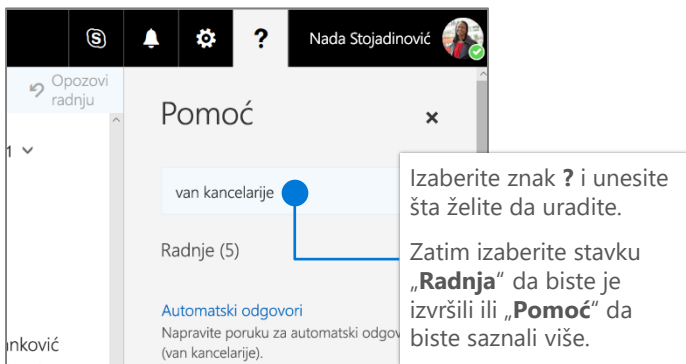 ? Nada Stojadinović
Opozovi
radnju
Pomoć ×
1
van kancelarije
Izaberite znak ? i unesite
šta želite da uradite.
Radnje (5)
Zatim izaberite stavku
„Radnja“ da biste je
izvršili ili „Pomoć“ da
biste saznali više.
Automatski odgovori
Napravite poruku za automatski odgov
(van kancelarije).
anković